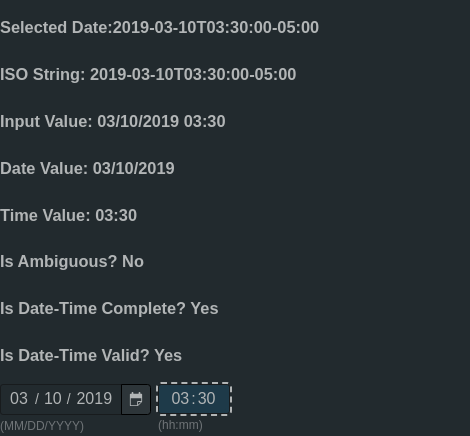 Selected Date:2019-03-10T03:30:00-05:00
ISO String: 2019-03-10T03:30:00-05:00
Input Value: 03/10/2019 03:30
Date Value: 03/10/2019
Time Value: 03:30
Is Ambiguous? No
Is Date-Time Complete? Yes
Is Date-Time Valid? Yes
03 / 10 / 2019 03:30
(MM/DD/YYYY) (hh:mm)